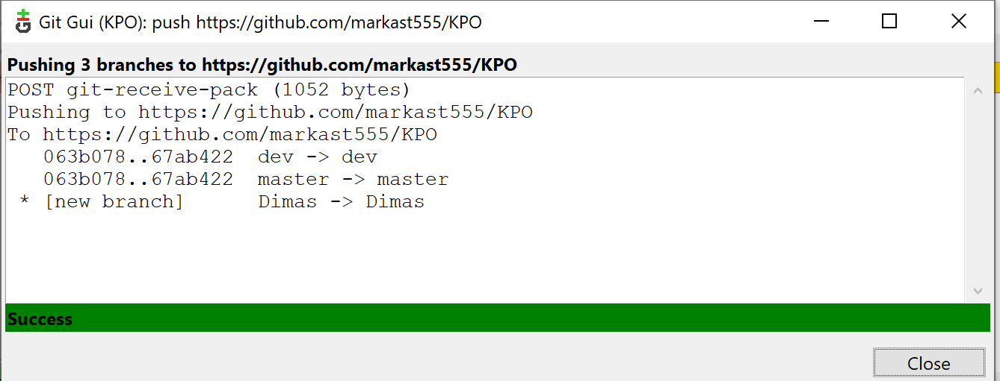 Git Gui (KPO): push https://github.com/markast555/KPO
Pushing 3 branches to https://github.com/markast555/KPO
POST git-receive-pack (1052 bytes)
Pushing to https://github.com/markast555/KPO
To https://github.com/markast555/KPO
   063b078..67ab422  dev -> dev
   063b078..67ab422  master -> master
 * [new branch]      Dimas -> Dimas
Success
Close